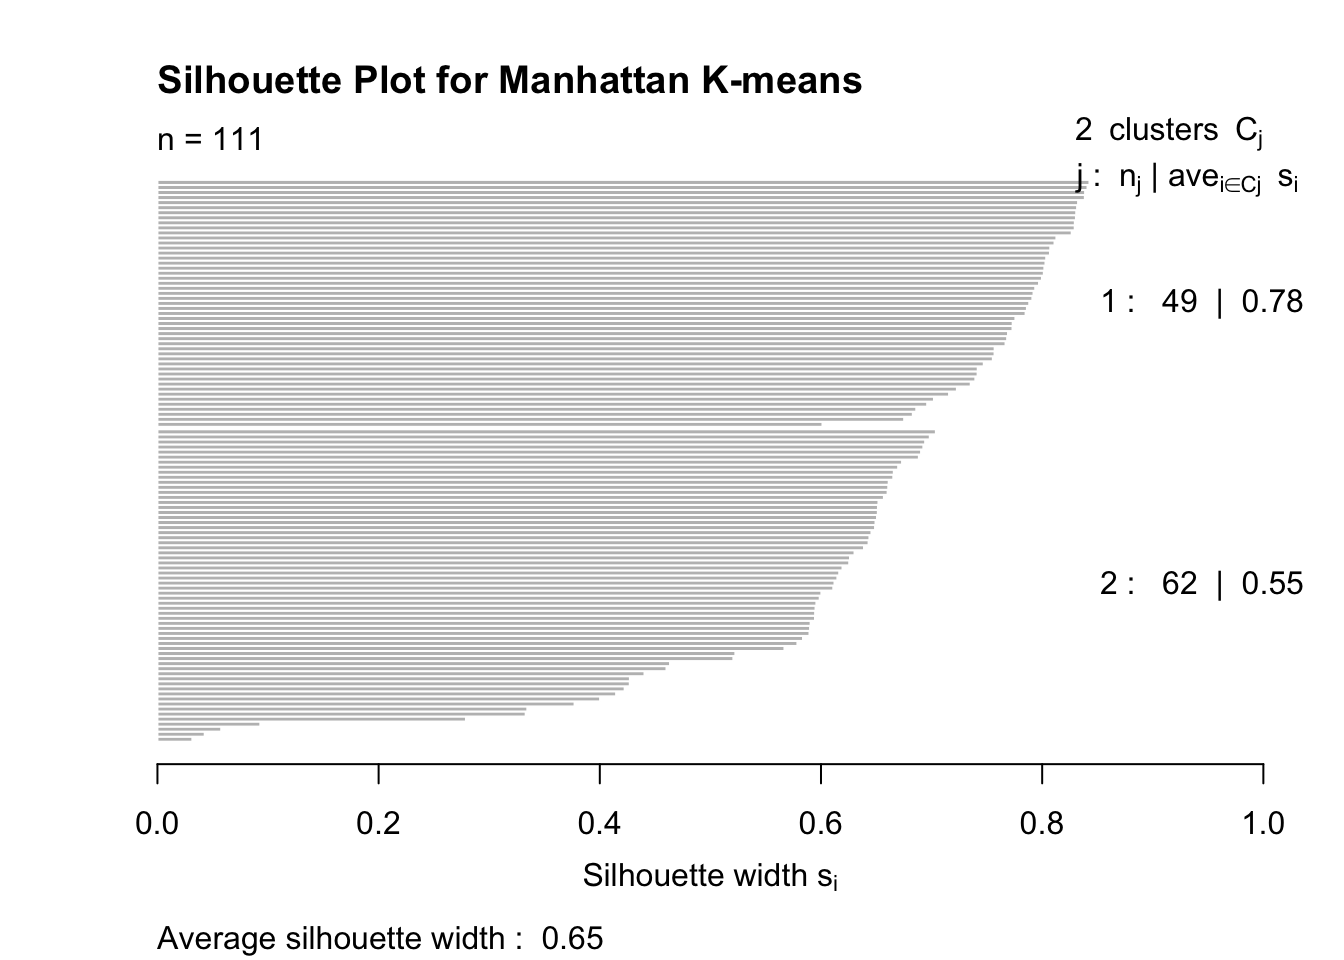 Silhouette Plot for Manhattan K-means
n = 111
2 clusters Cj
j : nj | avei∈Cj si
1 : 49 | 0.78
2 : 62 | 0.55
0.0 0.2 0.4 0.6 0.8 1.0
Silhouette width si
Average silhouette width : 0.65